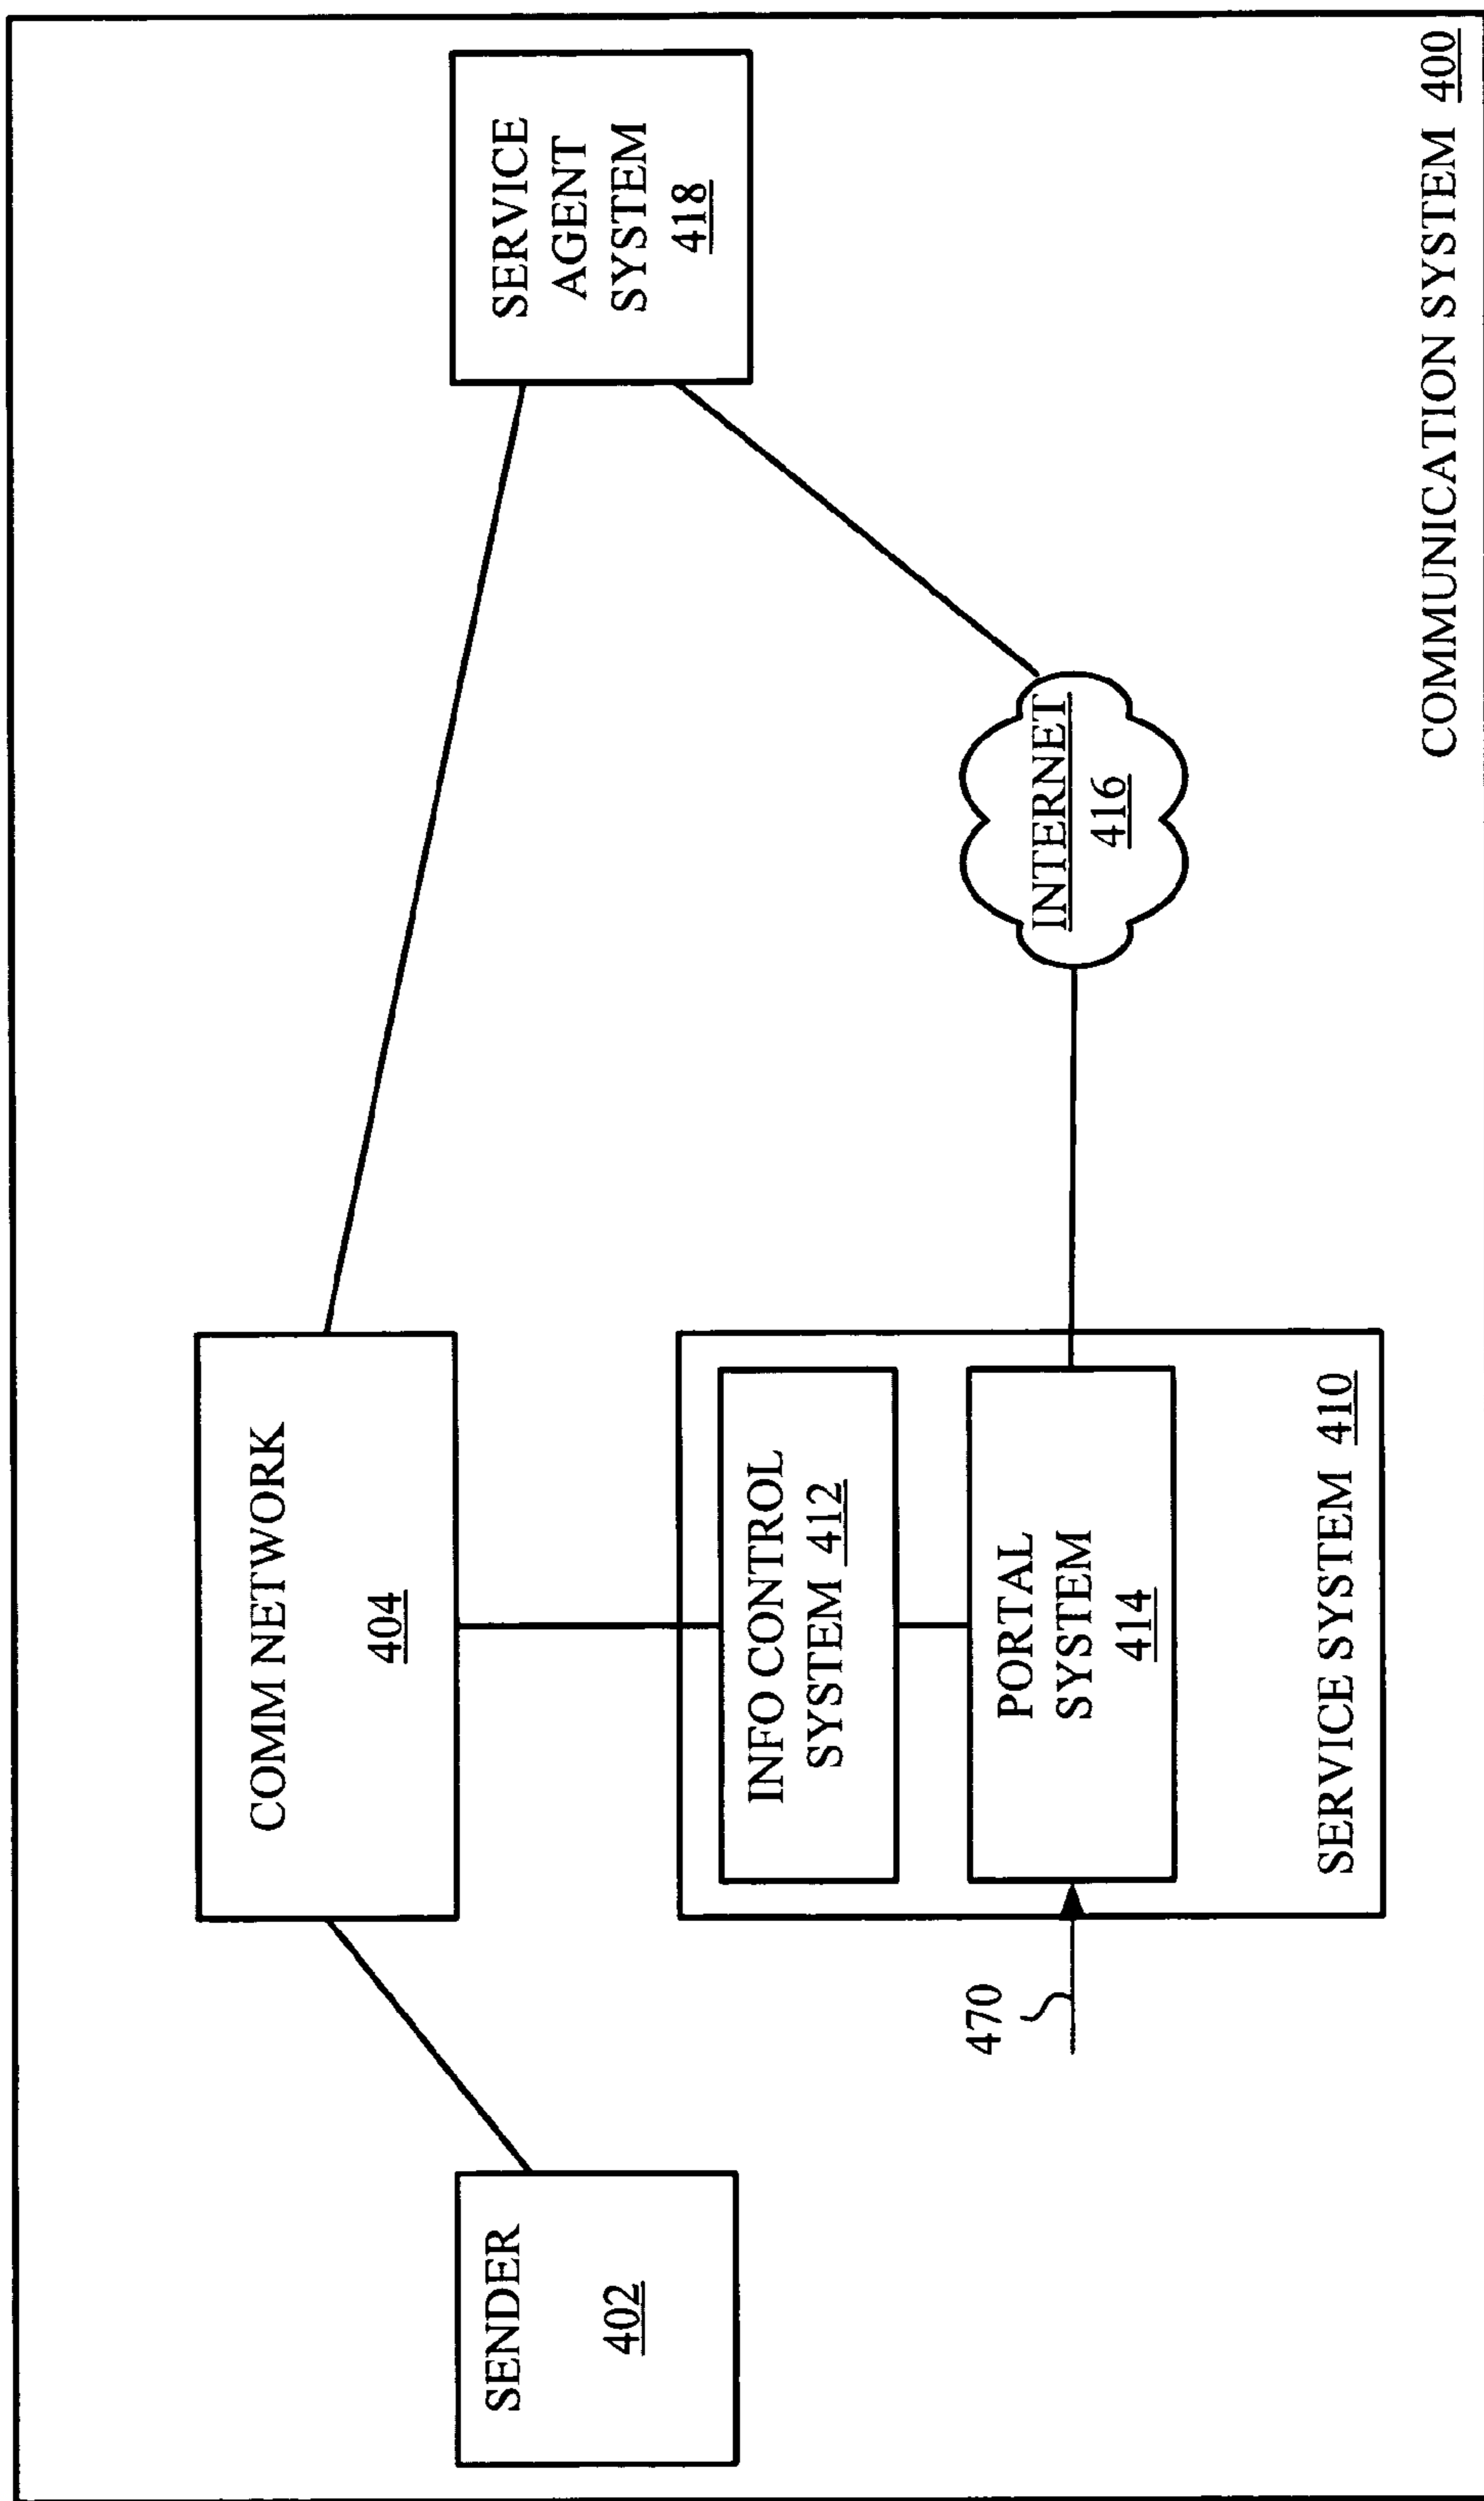 COMM NETWORK
404
SENDER
402
SERVICE
AGENT
SYSTEM
418
INFO CONTROL
SYSTEM 412
PORTAL
SYSTEM
414
470
INTERNET
416
SERVICE SYSTEM 410
COMMUNICATION SYSTEM 400